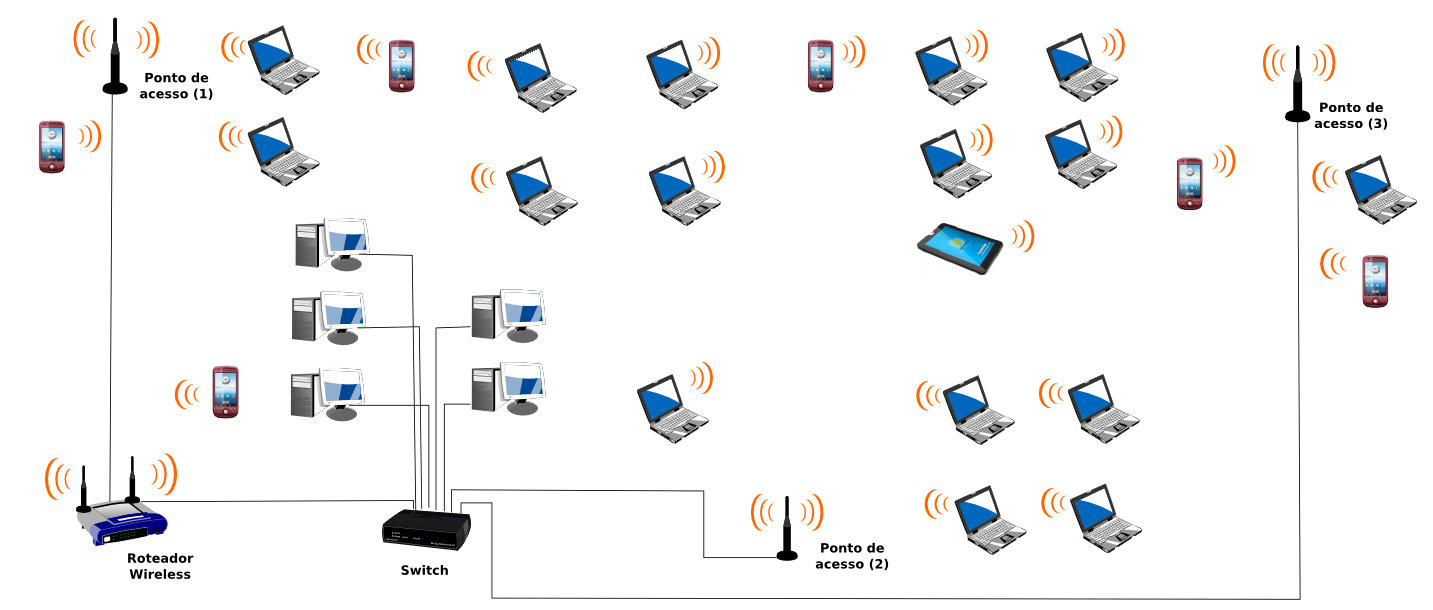 Ponto de
acesso (1)
Ponto de
acesso (3)
Roteador
Wireless
Switch
Ponto de
acesso (2)